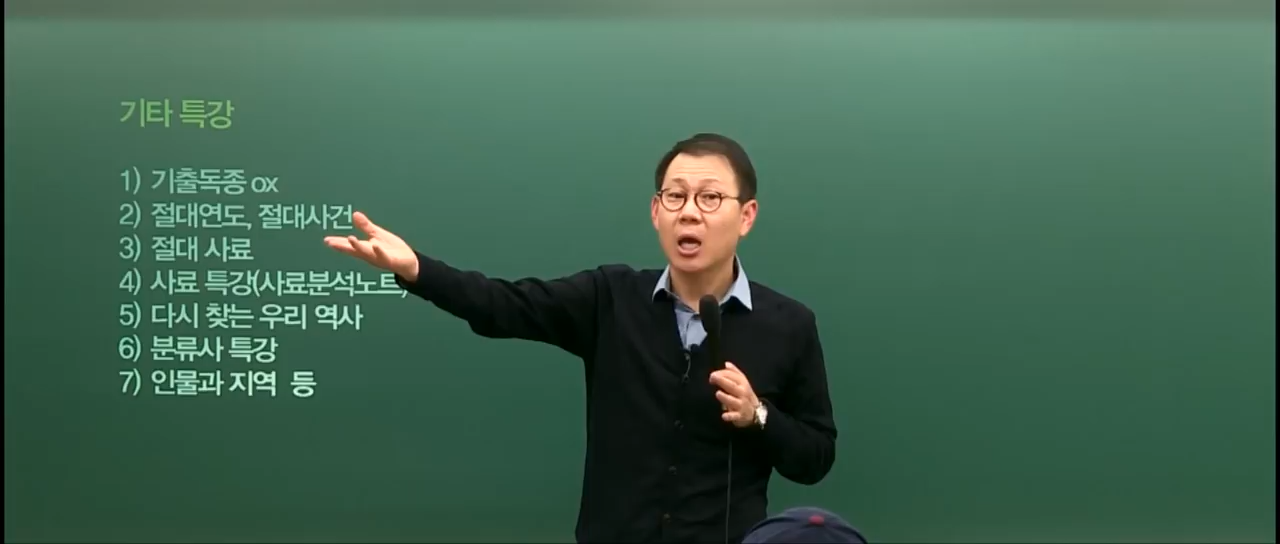 기타 특강
1) 기출독종 ox
2) 절대연도, 절대사건
3) 절대 사료
4) 사료 특강(사료분석노트,
5) 다시 찾는 우리 역사
6) 분류사 특강
7) 인물과 지역 등